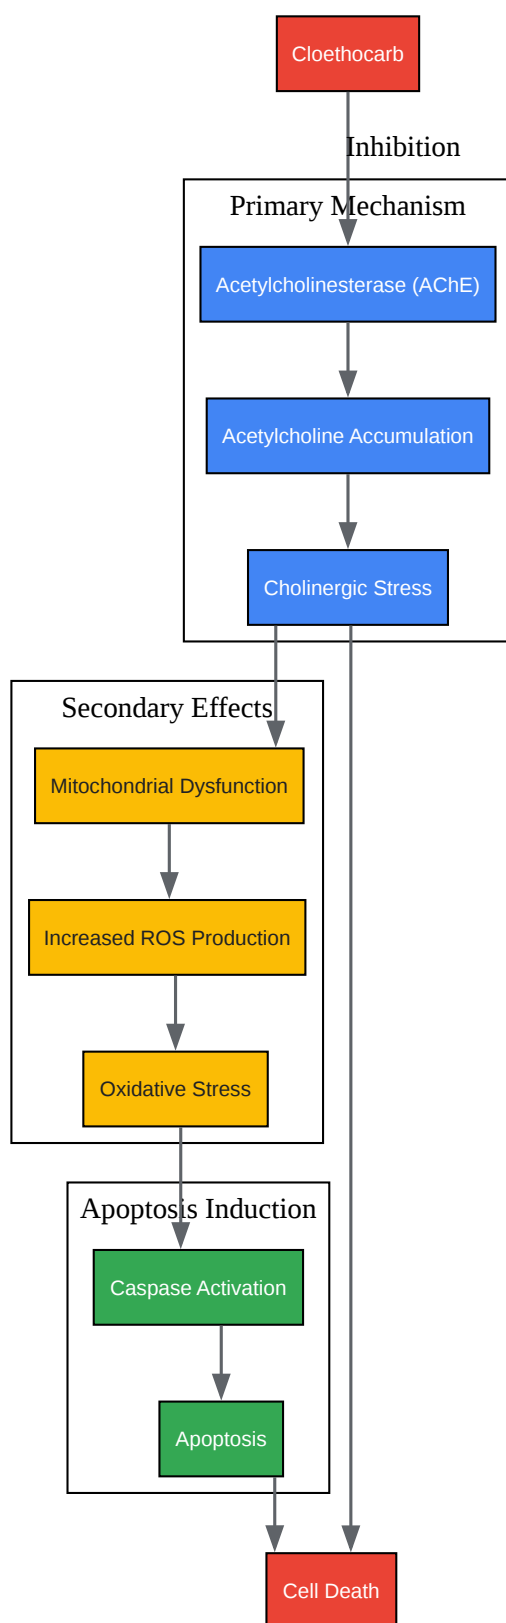 Cloethocarb
Inhibition
Primary Mechanism
Acetylcholinesterase (AChE)
Acetylcholine Accumulation
Cholinergic Stress
Secondary Effects
Mitochondrial Dysfunction
Increased ROS Production
Oxidative Stress
Apoptosis Induction
Caspase Activation
Apoptosis
Cell Death